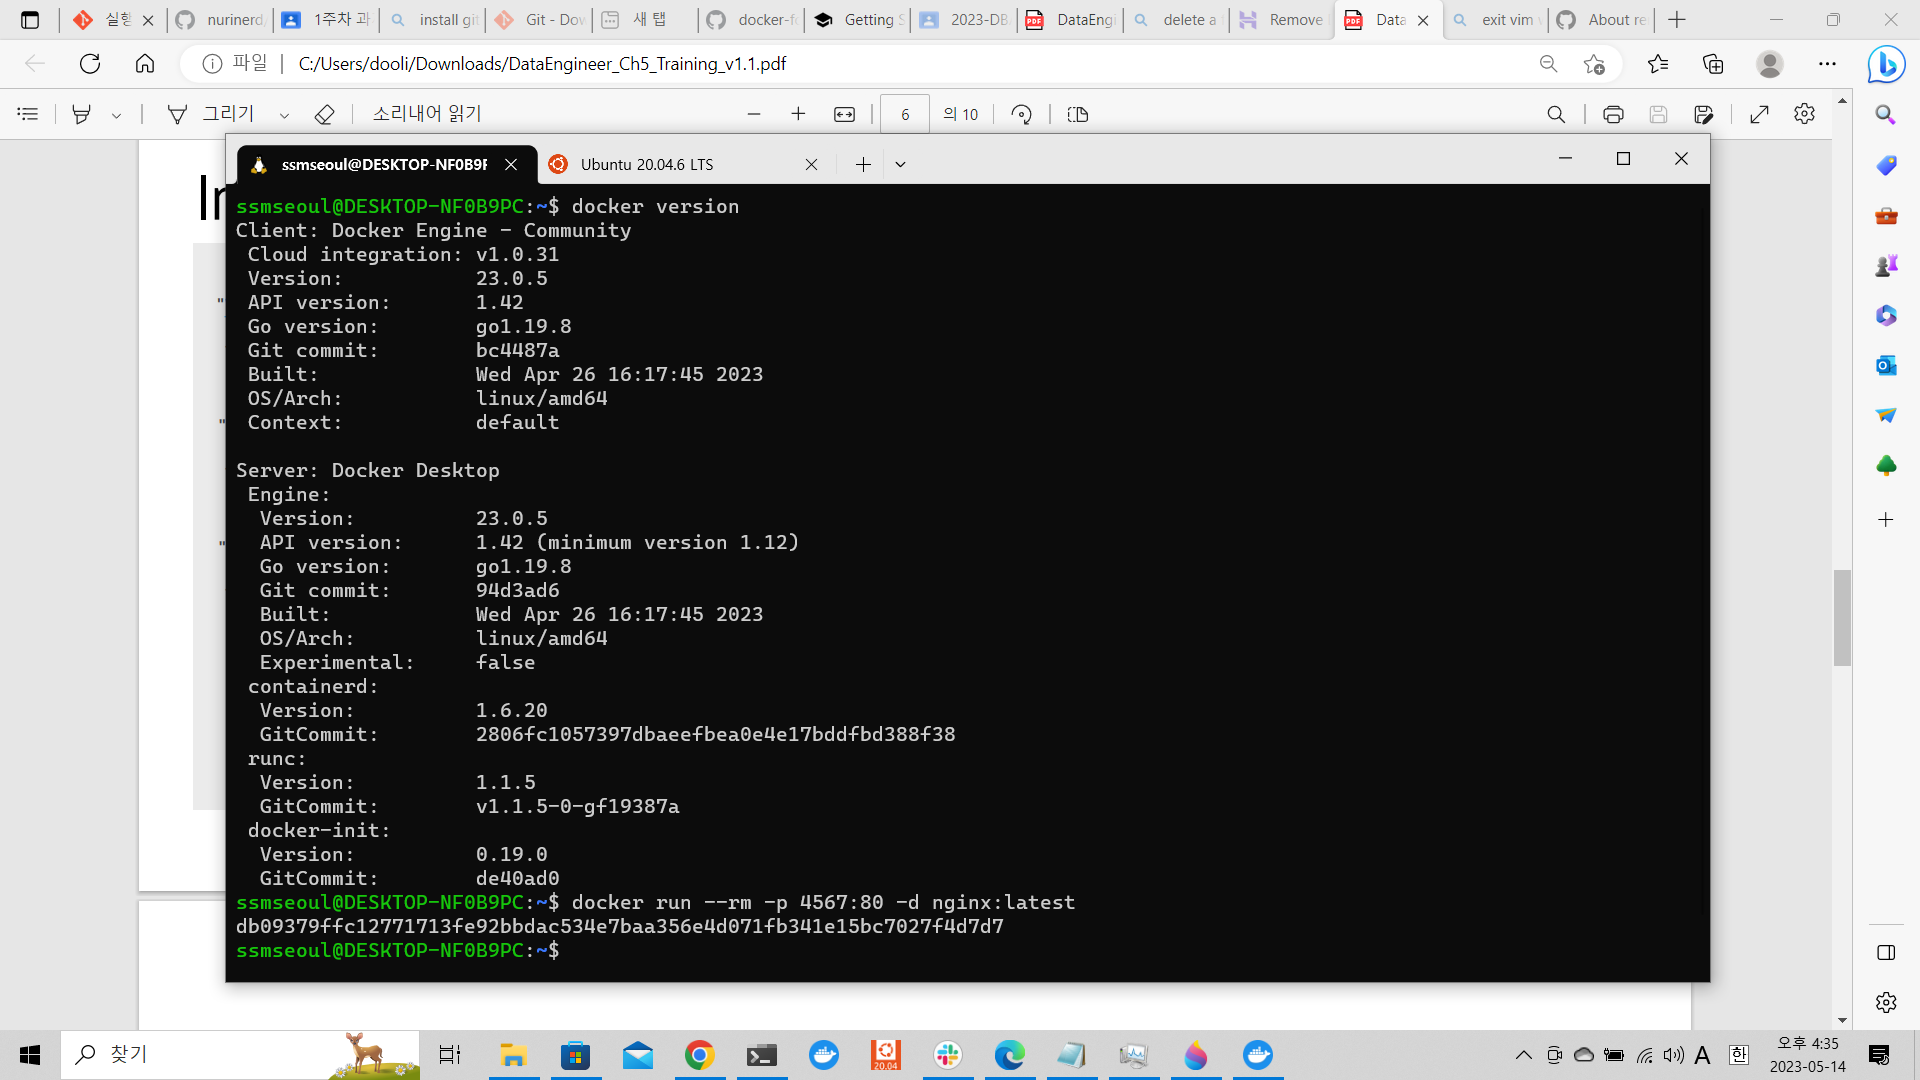 실행
nurinerd
1주차 과
install git
Git - Dow
새 탭
docker-fo
Getting S
2023-DB
DataEngi
delete a
Remove
Data
exit vim
About re
파일
C:/Users/dooli/Downloads/DataEngineer_Ch5_Training_v1.1.pdf
그리기
소리내어 읽기
6
의 10
ssmseoul@DESKTOP-NF0B9F
Ubuntu 20.04.6 LTS
In
ssmseoul@DESKTOP-NF0B9PC:~$ docker version
Client: Docker Engine - Community
Cloud integration: v1.0.31
Version: 23.0.5
API version: 1.42
Go version: go1.19.8
Git commit: bc4487a
Built: Wed Apr 26 16:17:45 2023
OS/Arch: linux/amd64
Context: default
Server: Docker Desktop
Engine:
Version: 23.0.5
API version: 1.42 (minimum version 1.12)
Go version: go1.19.8
Git commit: 94d3ad6
Built: Wed Apr 26 16:17:45 2023
OS/Arch: linux/amd64
Experimental: false
containerd:
Version: 1.6.20
GitCommit: 2806fc1057397dbaeefbea0e4e17bddfbd388f38
runc:
Version: 1.1.5
GitCommit: v1.1.5-0-gf19387a
docker-init:
Version: 0.19.0
GitCommit: de40ad0
ssmseoul@DESKTOP-NF0B9PC:~$ docker run --rm -p 4567:80 -d nginx:latest
db09379ffc12771713fe92bbdac534e7baa356e4d071fb341e15bc7027f4d7d7
ssmseoul@DESKTOP-NF0B9PC:~$
찾기
20.04
A
한
오후 4:35
2023-05-14